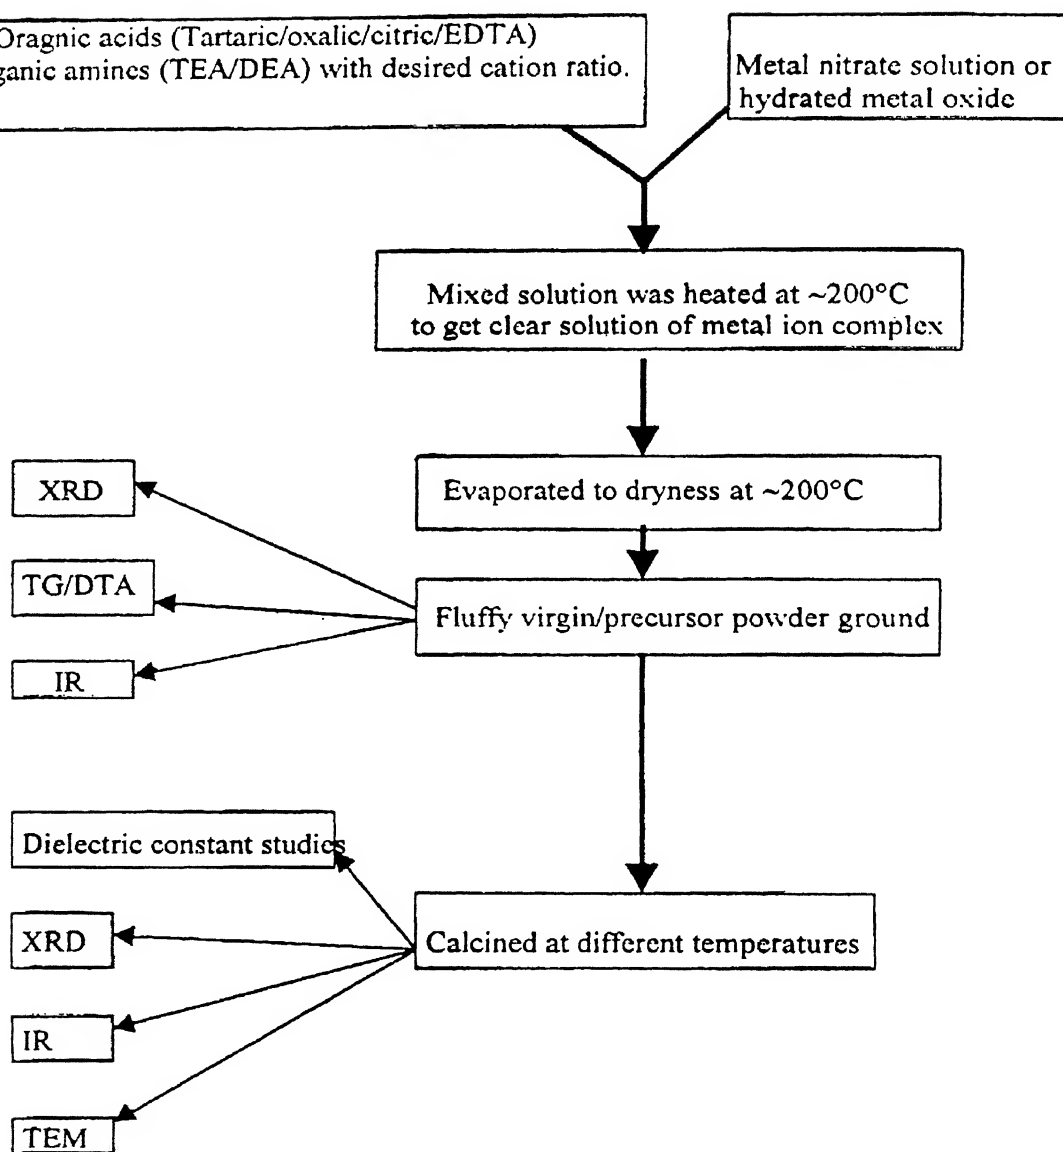 Oragnic acids (Tartaric/oxalic/citric/EDTA)
ganic amines (TEA/DEA) with desired cation ratio.
Metal nitrate solution or
hydrated metal oxide
Mixed solution was heated at ~200°C
to get clear solution of metal ion complex
Evaporated to dryness at ~200°C
XRD
TG/DTA
Fluffy virgin/precursor powder ground
IR
Dielectric constant studies
XRD
Calcined at different temperatures
IR
TEM